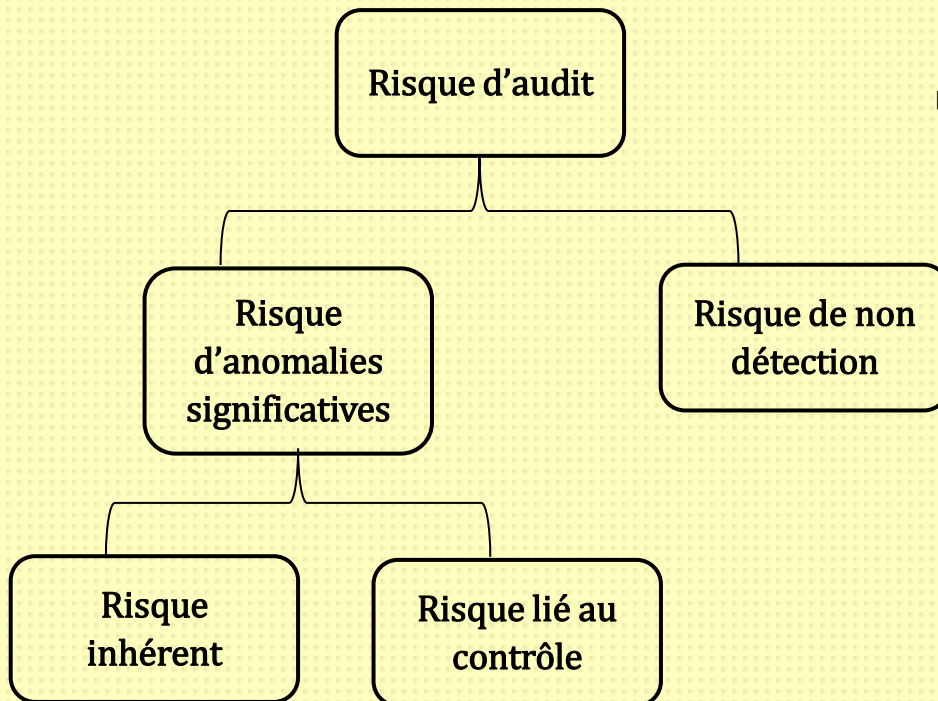 Risque d’audit
Risque
d’anomalies
significatives
Risque de non
détection
Risque
inhérent
Risque lié au
contrôle